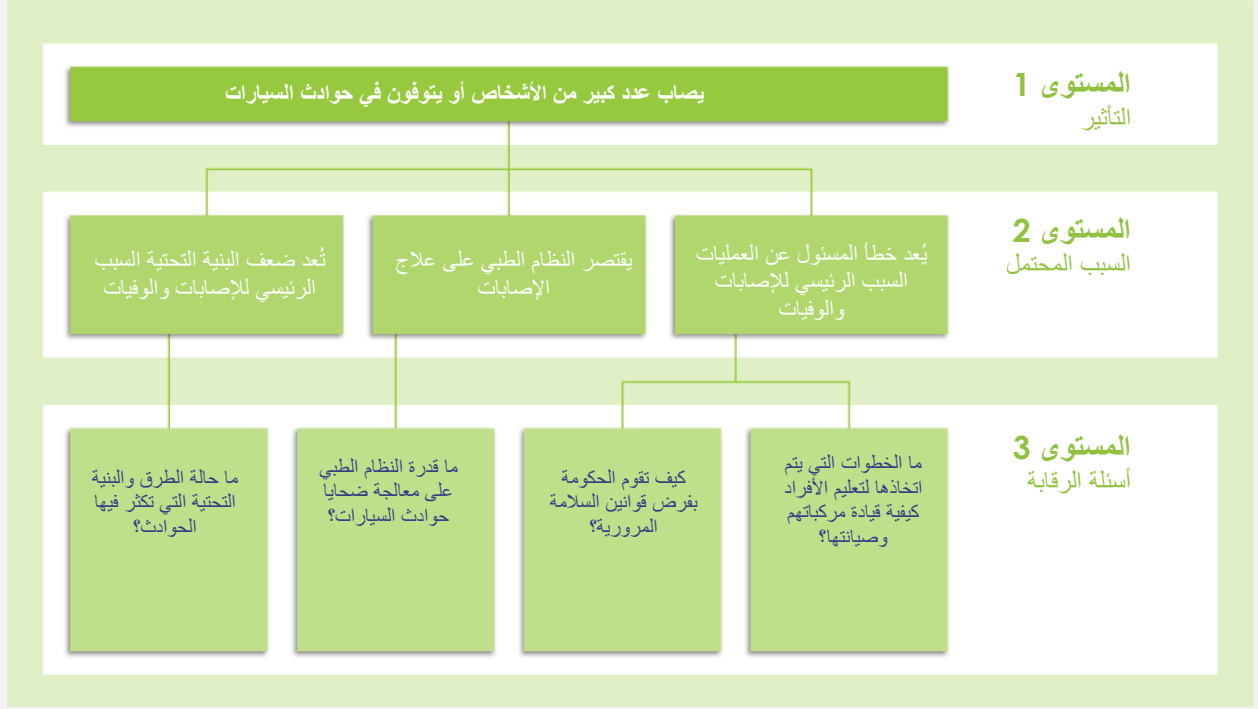 المستوى 1
التأثير
يصاب عدد كبير من الأشخاص أو يتوفون في حوادث السيارات
المستوى 2
السبب المحتمل
يُعد خطأ المسئول عن العمليات
السبب الرئيسي للإصابات
والوفيات
يقتصر النظام الطبي على علاج
الإصابات
تُعد ضعف البنية التحتية السبب
الرئيسي للإصابات والوفيات
المستوى 3
أسئلة الرقابة
ما الخطوات التي يتم
اتخاذها لتعليم الأفراد
كيفية قيادة مركباتهم
وصيانتها؟
كيف تقوم الحكومة
بفرض قوانين السلامة
المرورية؟
ما قدرة النظام الطبي
على معالجة ضحايا
حوادث السيارات؟
ما حالة الطرق والبنية
التحتية التي تكثر فيها
الحوادث؟